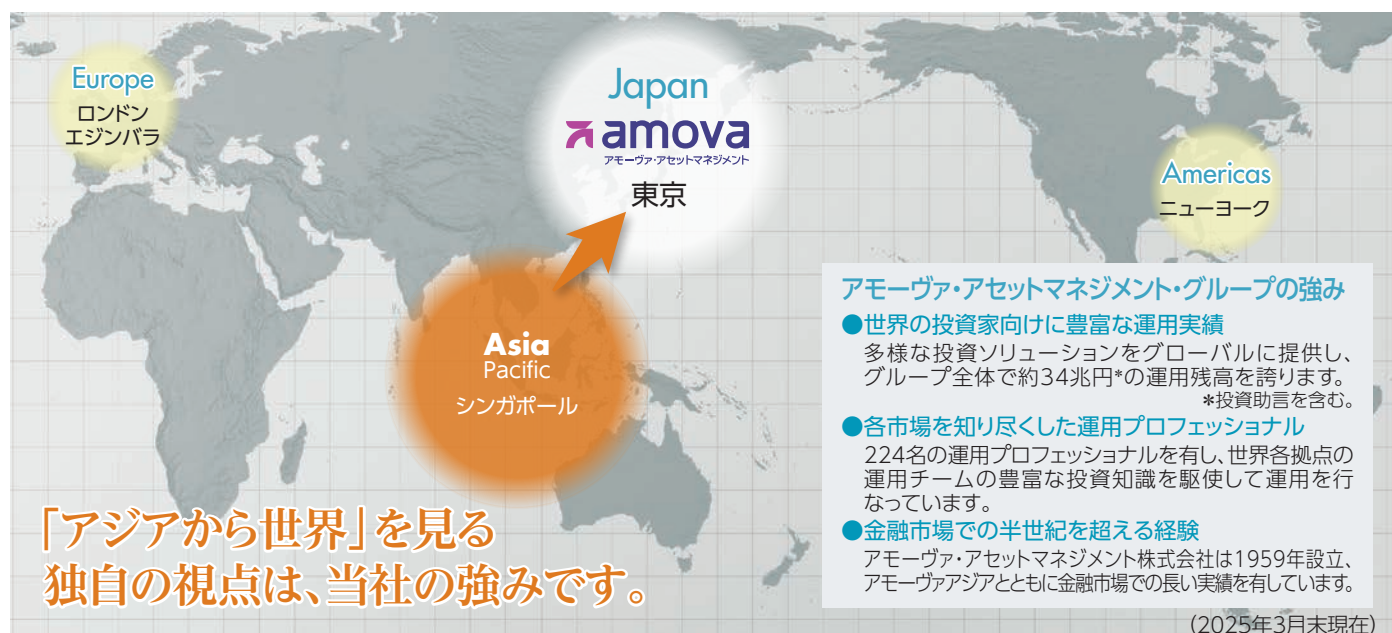 Europe
ロンドン
エジンバラ
Japan
amova
アモーヴァ・アセットマネジメント
東京
Americas
ニューヨーク
Asia
Pacific
シンガポール
「アジアから世界」を見る
独自の視点は、当社の強みです。
アモーヴァ・アセットマネジメント・グループの強み
●世界の投資家向けに豊富な運用実績
多様な投資ソリューションをグローバルに提供し、
グループ全体で約34兆円*の運用残高を誇ります。
*投資助言を含む。
●各市場を知り尽くした運用プロフェッショナル
224名の運用プロフェッショナルを有し、世界各拠点の
運用チームの豊富な投資知識を駆使して運用を行
なっています。
●金融市場での半世紀を超える経験
アモーヴァ・アセットマネジメント株式会社は1959年設立、
アモーヴァアジアとともに金融市場での長い実績を有しています。
(2025年3月末現在)